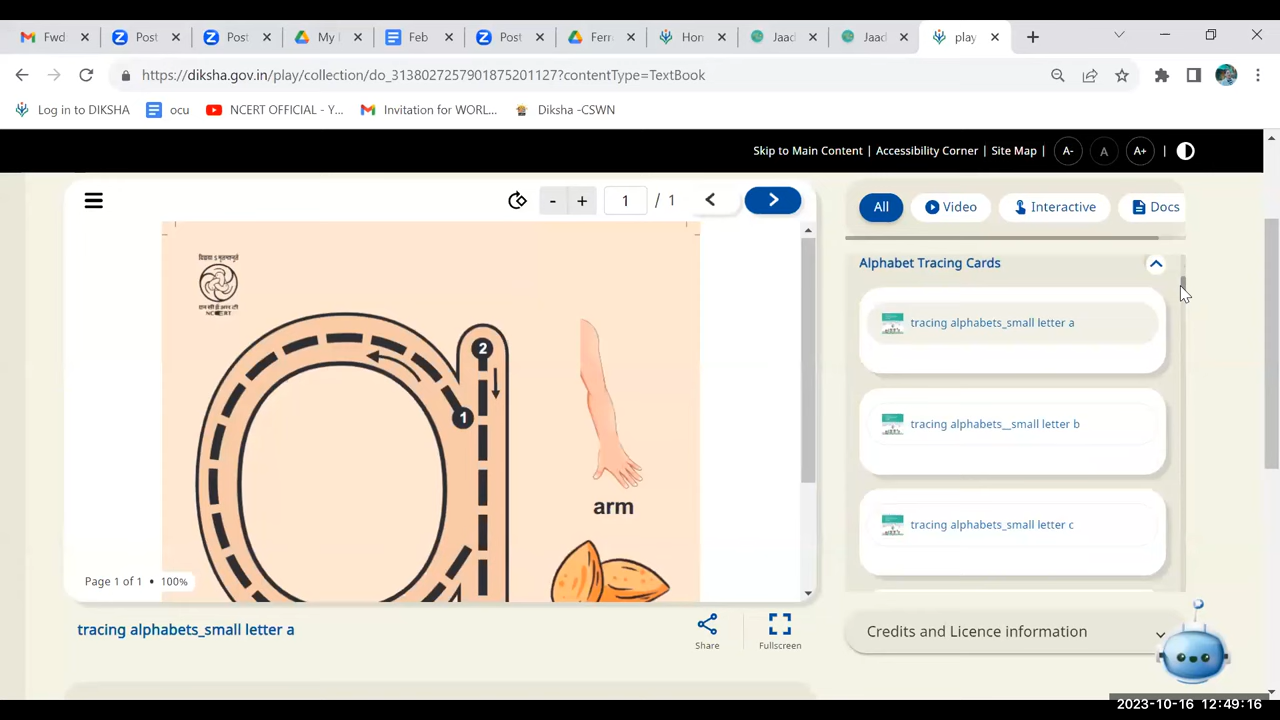 Fwd
Post
Post
My
Feb
Post
Ferr
Hon
Jaad
Jaad
play
https://diksha.gov.in/play/collection/do_3138027257901875201127?contentType=TextBook
Log in to DIKSHA
ocu
NCERT OFFICIAL - Y...
Invitation for WORL...
Diksha -CSWN
Skip to Main Content | Accessibility Corner | Site Map | A- A A+ |
- + 1 / 1
All Video Interactive Docs
Alphabet Tracing Cards
NCERT
2
tracing alphabets_small letter a
1
tracing alphabets__small letter b
arm
tracing alphabets_small letter c
Page 1 of 1 • 100%
tracing alphabets_small letter a
Share
Fullscreen
Credits and Licence information
2023-10-16 12:49:16